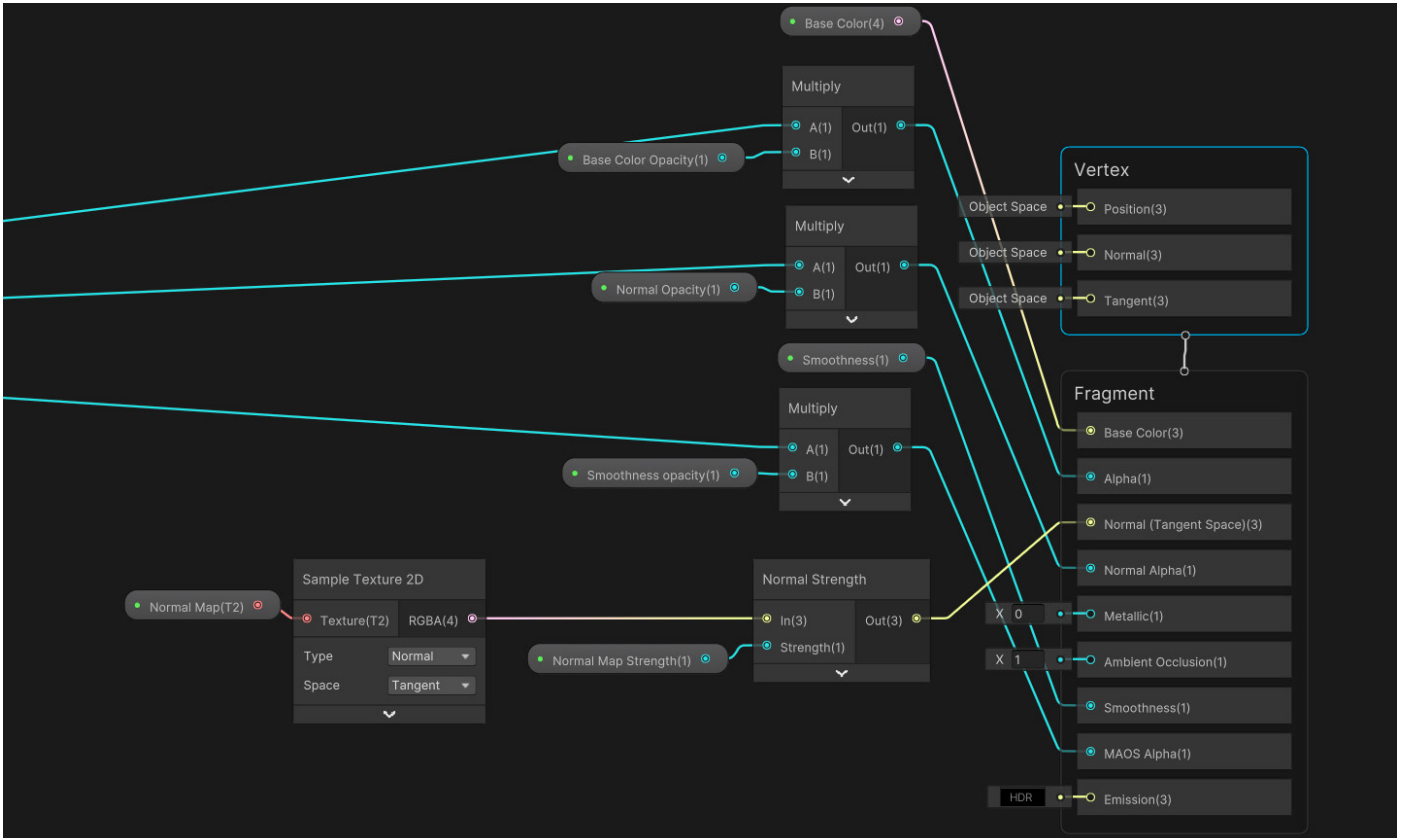 Base Color(4)
Multiply
A(1) Out(1)
B(1)
Base Color Opacity(1)
Multiply
A(1) Out(1)
B(1)
Normal Opacity(1)
Smoothness(1)
Multiply
A(1) Out(1)
B(1)
Smoothness opacity(1)
Sample Texture 2D
Normal Map(T2)
Texture(T2) RGBA(4)
Type Normal
Space Tangent
Normal Strength
In(3) Out(3)
Strength(1)
Normal Map Strength(1)
Vertex
Object Space Position(3)
Object Space Normal(3)
Object Space Tangent(3)
Fragment
Base Color(3)
Alpha(1)
Normal (Tangent Space)(3)
Normal Alpha(1)
X 0 Metallic(1)
X 1 Ambient Occlusion(1)
Smoothness(1)
MAOS Alpha(1)
HDR Emission(3)